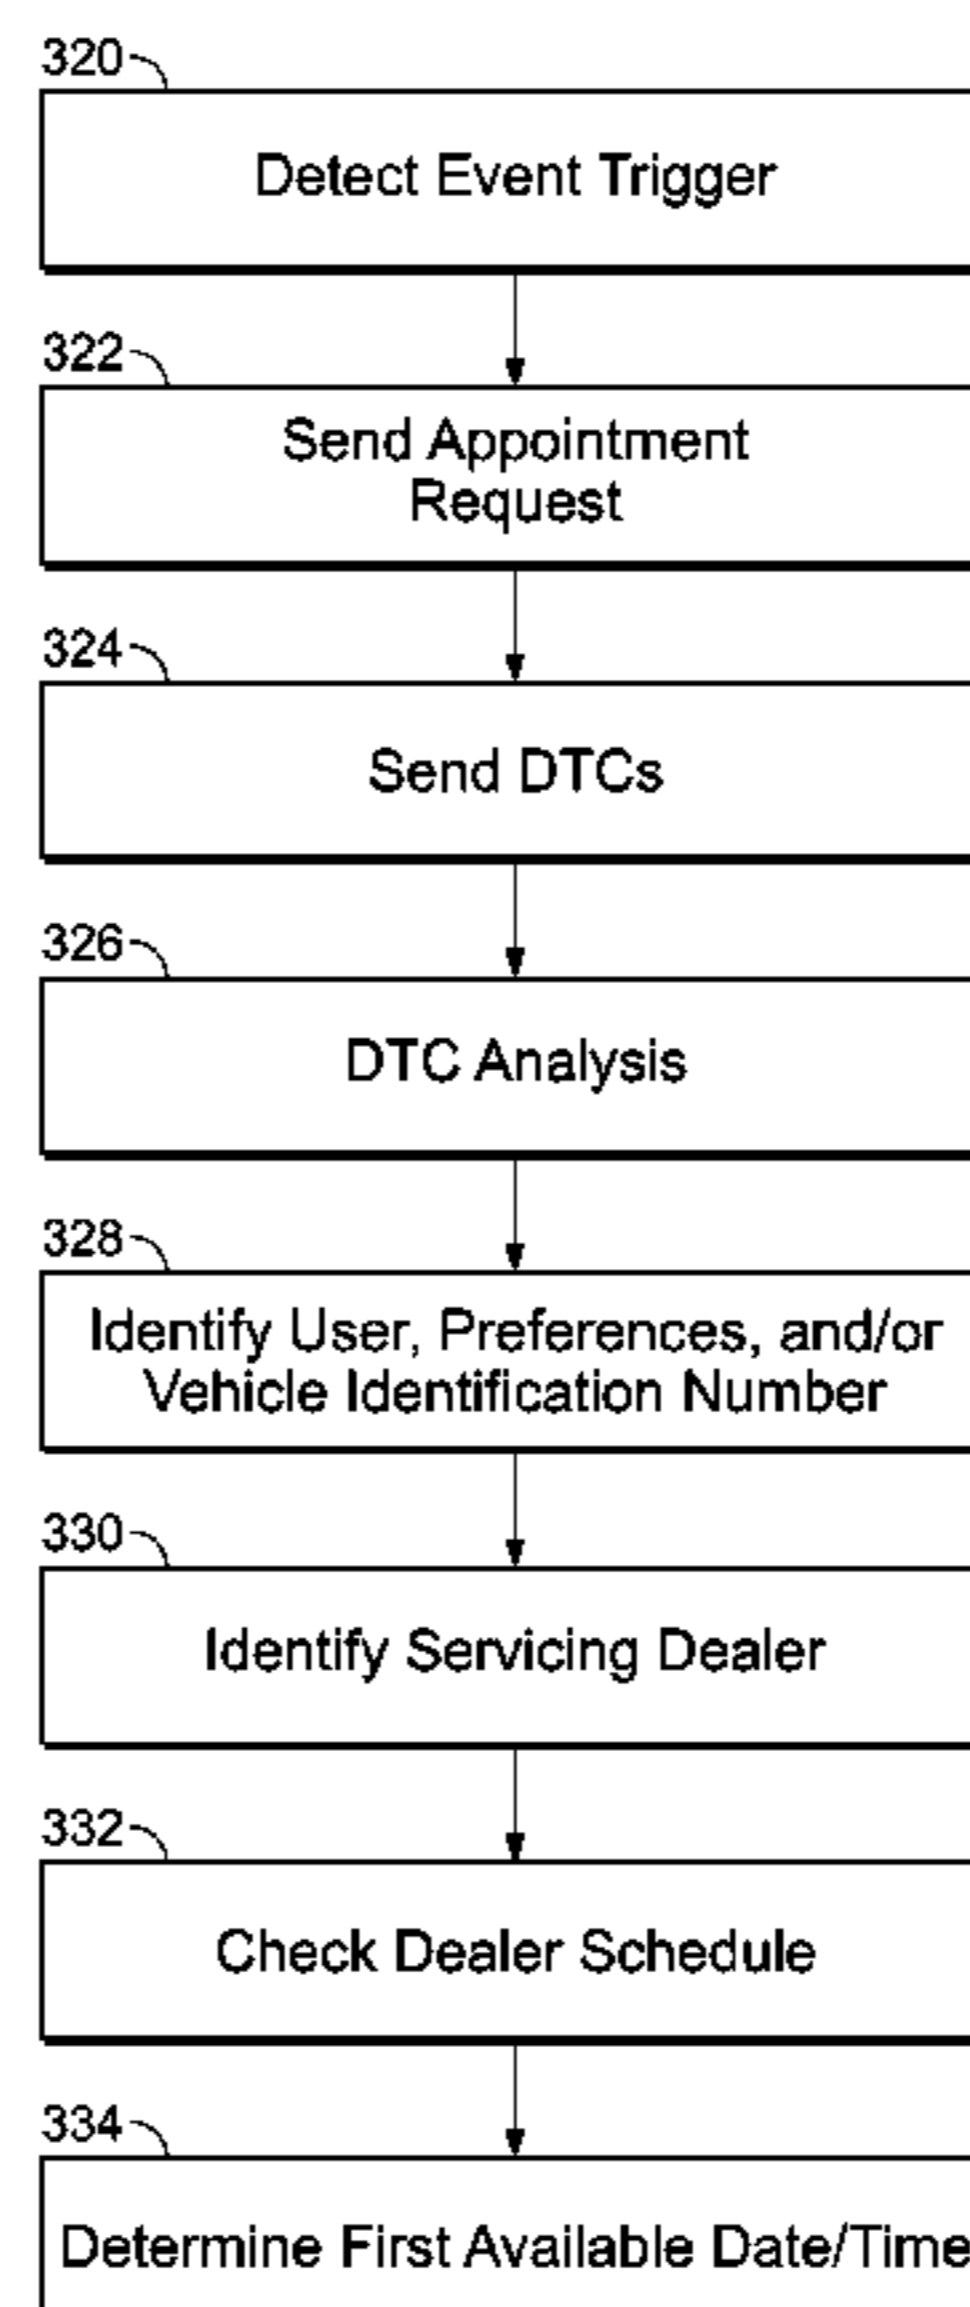 320
Detect Event Trigger
322
Send Appointment
Request
324
Send DTCs
326
DTC Analysis
328
Identify User, Preferences, and/or
Vehicle Identification Number
330
Identify Servicing Dealer
332
Check Dealer Schedule
334
Determine First Available Date/Time